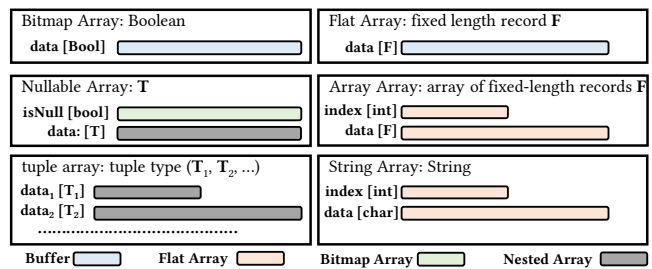 Bitmap Array: Boolean
data [Bool]
Flat Array: fixed length record F
data [F]
Nullable Array: T
isNull [bool]
data: [T]
Array Array: array of fixed-length records F
index [int]
data [F]
tuple array: tuple type (T₁, T₂, ...)
data₁ [T₁]
data₂ [T₂]
........................................
String Array: String
index [int]
data [char]
Buffer
Flat Array
Bitmap Array
Nested Array